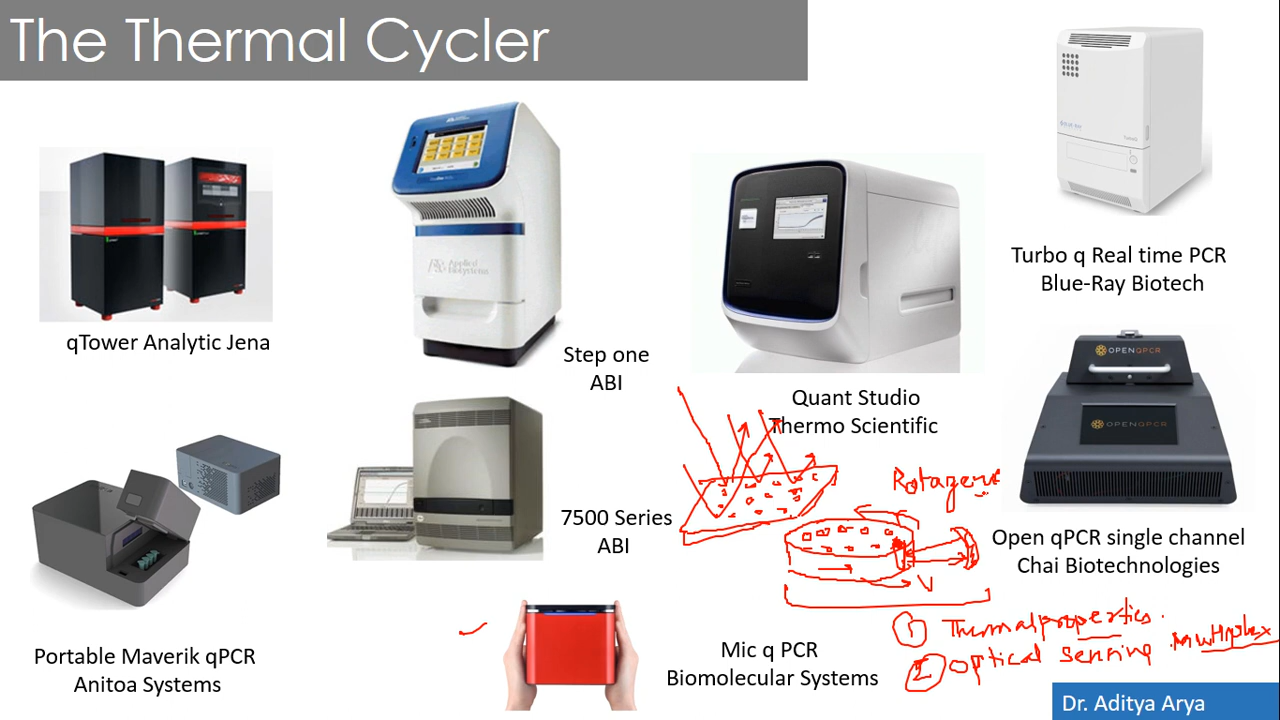 The Thermal Cycler
qTower Analytic Jena
Applied
Biosystems
Step one
ABI
Quant Studio
Thermo Scientific
Turbo q Real time PCR
Blue-Ray Biotech
OPENQPCR
OPENQPCR
Open qPCR single channel
Chai Biotechnologies
7500 Series
ABI
Portable Maverik qPCR
Anitoa Systems
Mic q PCR
Biomolecular Systems
Rotagene
V
1 Thermal properties.
2 Optical sensing Multiplex
Dr. Aditya Arya